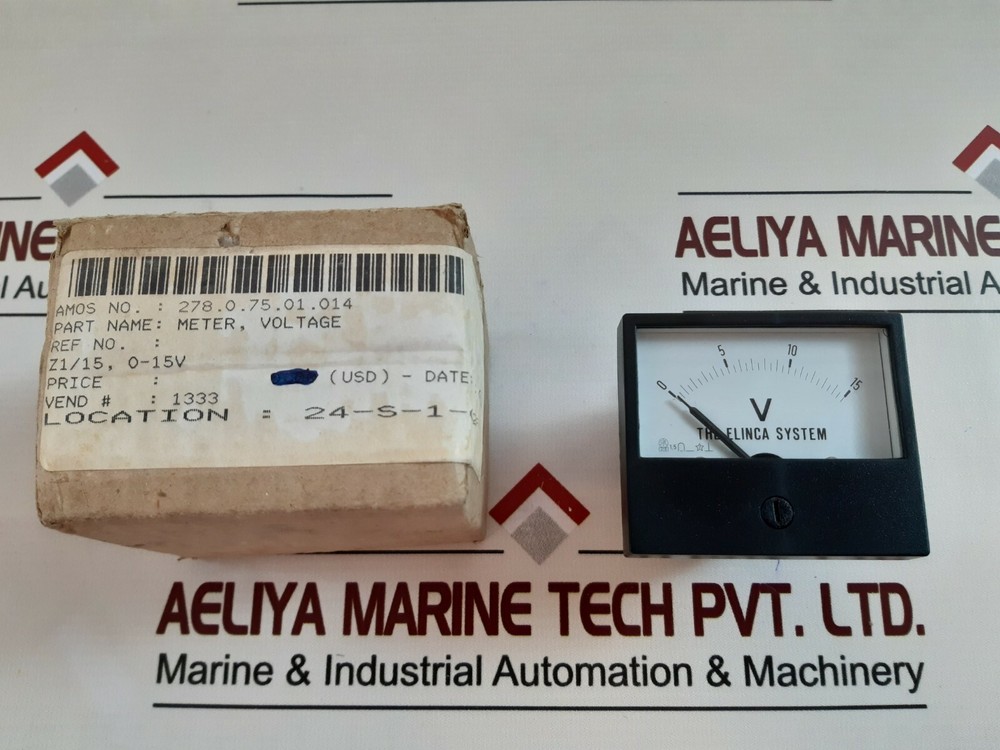 INE
l Au
AMOS NO. : 278.0.75.01.014
PART NAME: METER, VOLTAGE
REF NO. :
Z1/15, 0-15V
PRICE : (USD) - DATE:
VEND # : 1333
LOCATION : 24-S-1-
AELIYA MARINE
Marine & Industrial A
0 5 10 15
V
THE ELINCA SYSTEM
AELIYA MARINE TECH PVT. LTD.
Marine & Industrial Automation & Machinery